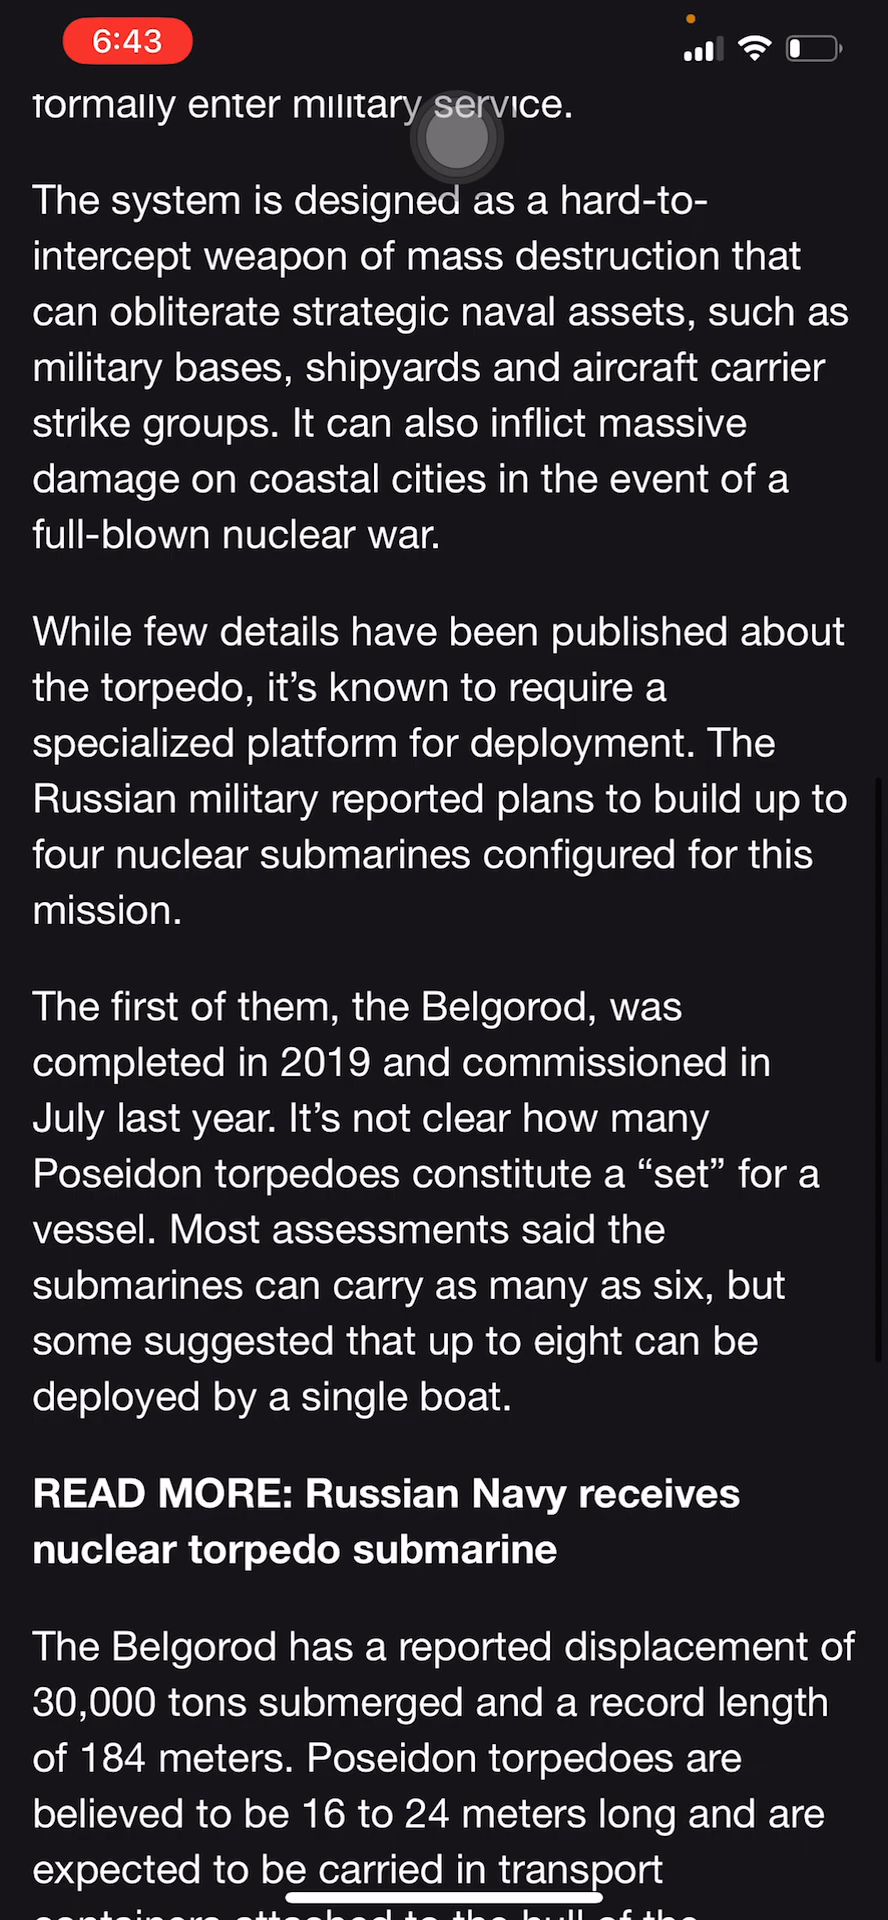 6:43
formally enter military service.
The system is designed as a hard-to-
intercept weapon of mass destruction that
can obliterate strategic naval assets, such as
military bases, shipyards and aircraft carrier
strike groups. It can also inflict massive
damage on coastal cities in the event of a
full-blown nuclear war.
While few details have been published about
the torpedo, it’s known to require a
specialized platform for deployment. The
Russian military reported plans to build up to
four nuclear submarines configured for this
mission.
The first of them, the Belgorod, was
completed in 2019 and commissioned in
July last year. It’s not clear how many
Poseidon torpedoes constitute a “set” for a
vessel. Most assessments said the
submarines can carry as many as six, but
some suggested that up to eight can be
deployed by a single boat.
READ MORE: Russian Navy receives
nuclear torpedo submarine
The Belgorod has a reported displacement of
30,000 tons submerged and a record length
of 184 meters. Poseidon torpedoes are
believed to be 16 to 24 meters long and are
expected to be carried in transport
containers attached to the hull of the